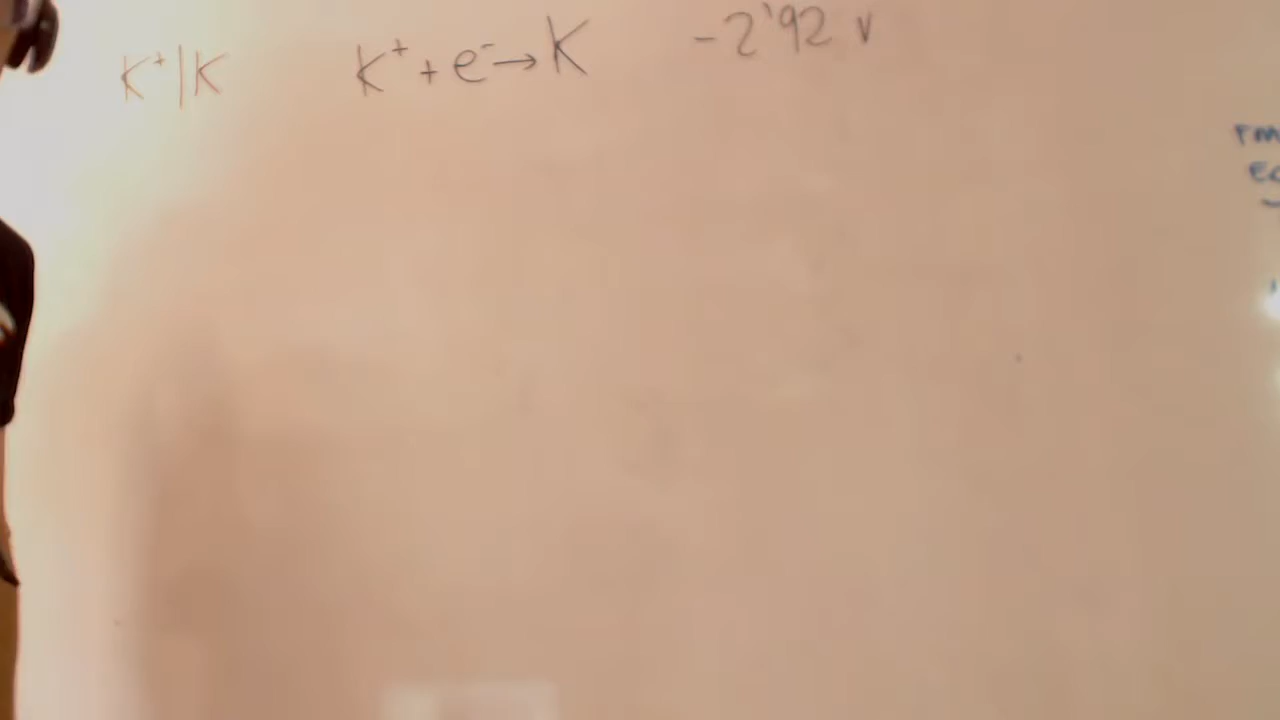 K⁺|K K⁺ + e⁻ → K -2'92 v